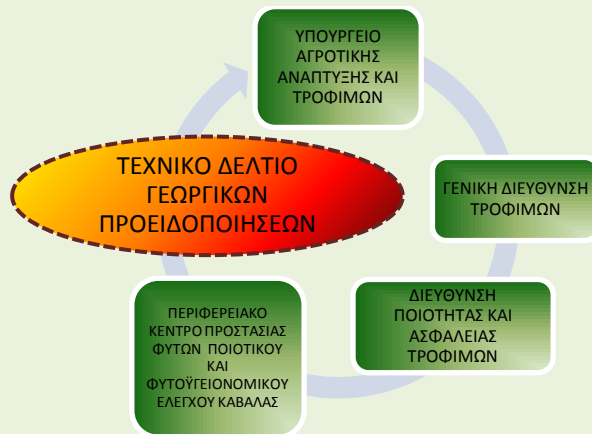 ΥΠΟΥΡΓΕΙΟ
ΑΓΡΟΤΙΚΗΣ
ΑΝΑΠΤΥΞΗΣ ΚΑΙ
ΤΡΟΦΙΜΩΝ
ΤΕΧΝΙΚΟ ΔΕΛΤΙΟ
ΓΕΩΡΓΙΚΩΝ
ΠΡΟΕΙΔΟΠΟΙΗΣΕΩΝ
ΓΕΝΙΚΗ ΔΙΕΥΘΥΝΣΗ
ΤΡΟΦΙΜΩΝ
ΔΙΕΥΘΥΝΣΗ
ΠΟΙΟΤΗΤΑΣ ΚΑΙ
ΑΣΦΑΛΕΙΑΣ
ΤΡΟΦΙΜΩΝ
ΠΕΡΙΦΕΡΕΙΑΚΟ
ΚΕΝΤΡΟ ΠΡΟΣΤΑΣΙΑΣ
ΦΥΤΩΝ ΠΟΙΟΤΙΚΟΥ
ΚΑΙ
ΦΥΤΟΫΓΕΙΟΝΟΜΙΚΟΥ
ΕΛΕΓΧΟΥ ΚΑΒΑΛΑΣ